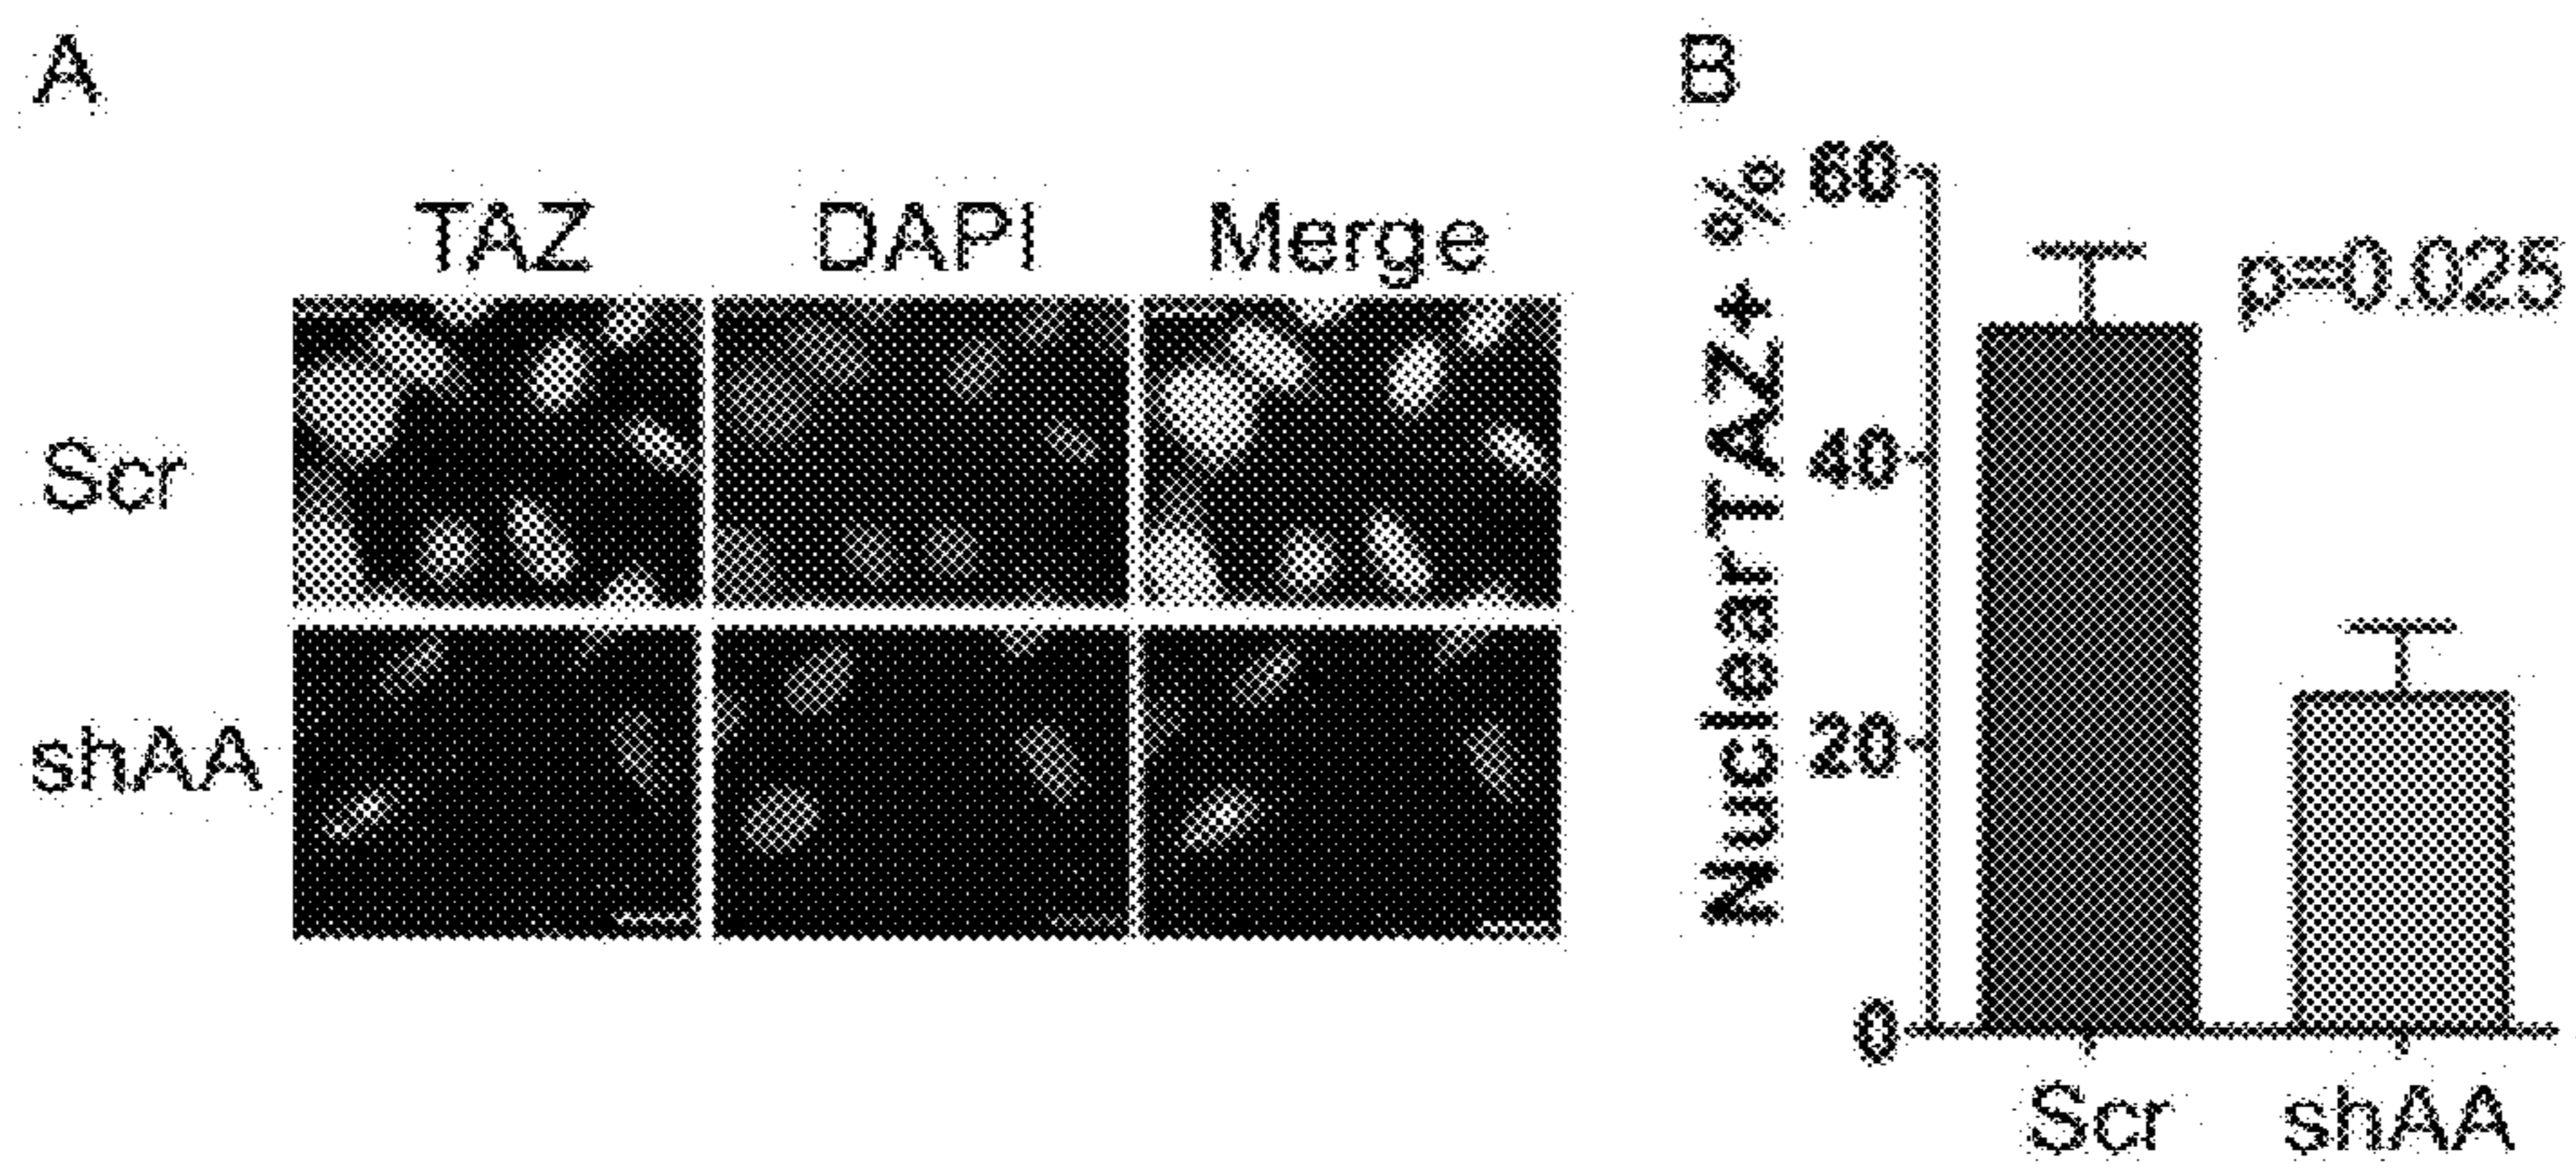 A
TAZ DAPI Merge
Scr
shAA
B
Nuclear TAZ+ %
60
40
20
0
p=0.025
Scr shAA